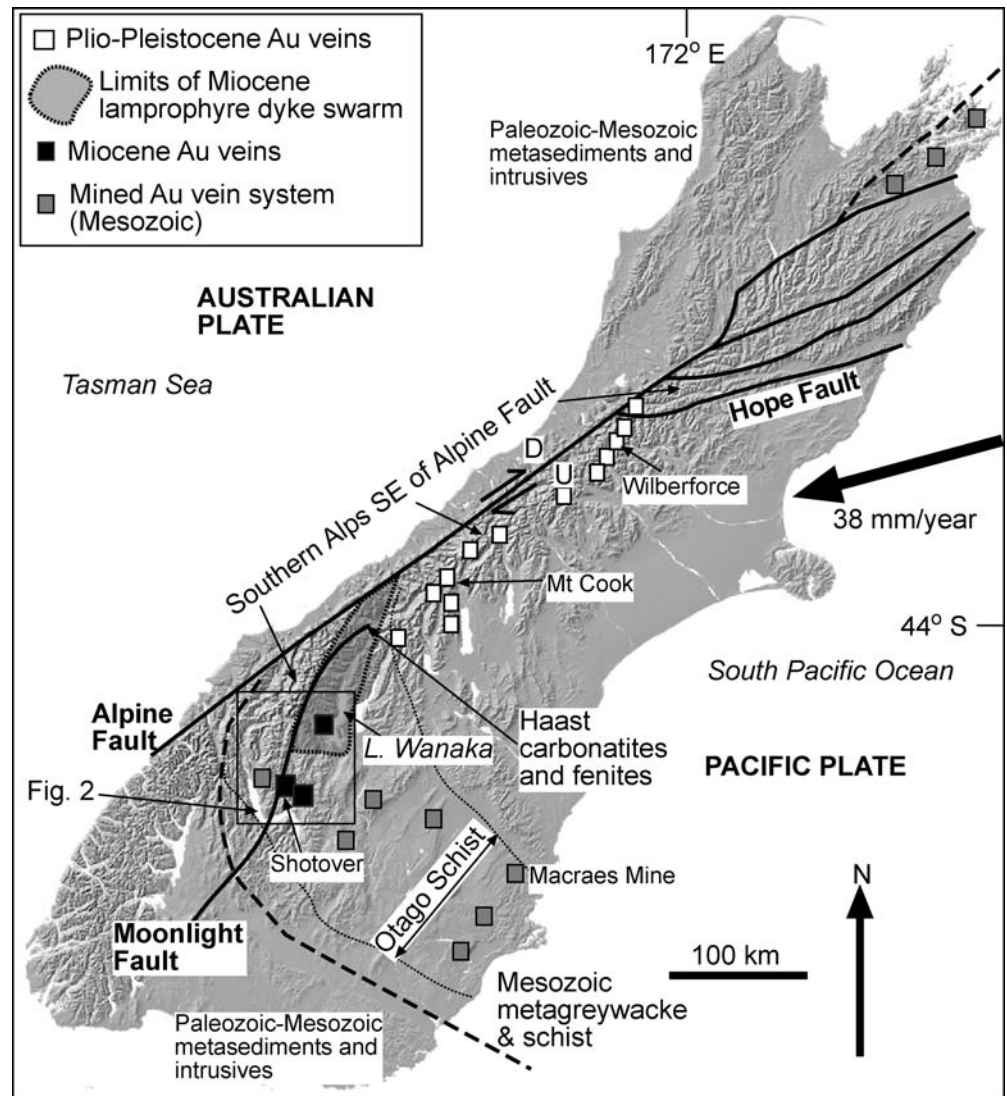 Plio-Pleistocene Au veins
Limits of Miocene
lamprophyre dyke swarm
Miocene Au veins
Mined Au vein system
(Mesozoic)
172° E
Paleozoic-Mesozoic
metasediments and
intrusives
AUSTRALIAN
PLATE
Tasman Sea
Hope Fault
Southern Alps SE of Alpine Fault
D
U
Wilberforce
38 mm/year
Mt Cook
44° S
South Pacific Ocean
Alpine
Fault
L. Wanaka
Haast
carbonatites
and fenites
PACIFIC PLATE
Fig. 2
Shotover
Otago Schist
Macraes Mine
N
Moonlight
Fault
100 km
Mesozoic
metagreywacke
& schist
Paleozoic-Mesozoic
metasediments and
intrusives